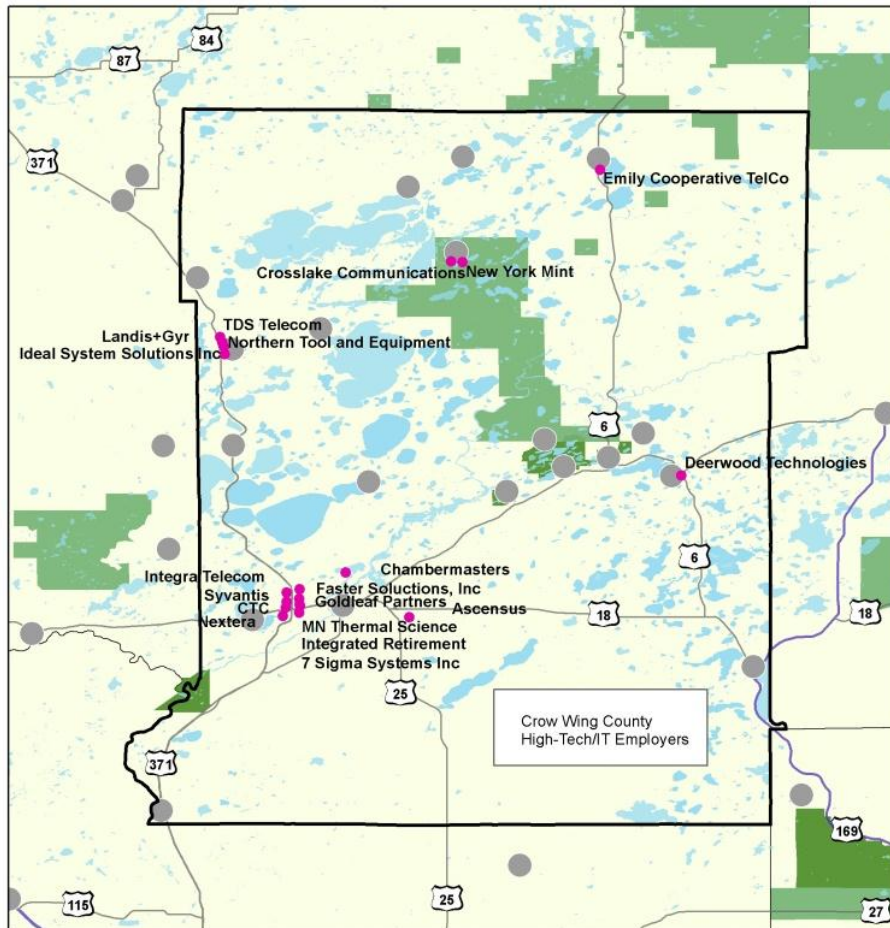 84
87
371
Emily Cooperative TelCo
Crosslake Communications
New York Mint
TDS Telecom
Landis+Gyr
Northern Tool and Equipment
Ideal System Solutions Inc
6
Deerwood Technologies
6
Chambermasters
Integra Telecom
Faster Soluctions, Inc
Syvantis
Goldleaf Partners
Ascensus
CTC
18
18
Nextera
MN Thermal Science
Integrated Retirement
7 Sigma Systems Inc
25
Crow Wing County
High-Tech/IT Employers
371
169
115
25
27